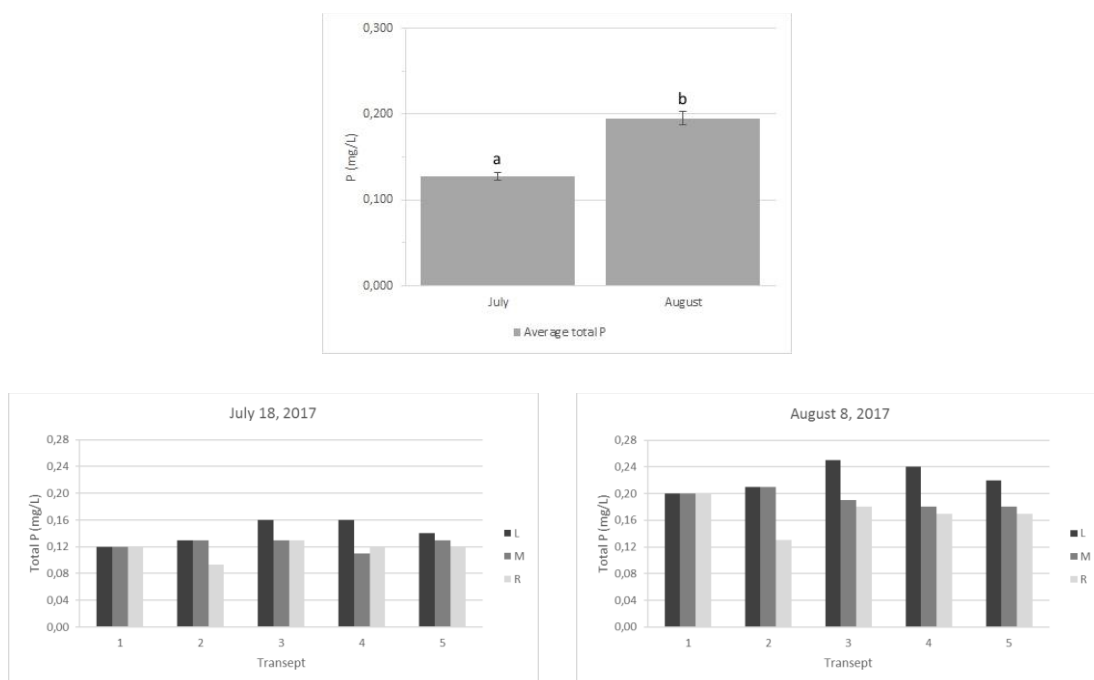 0,300
b
0,200
P (mg/L)
a
0,100
0,000
July
August
Average total P
July 18, 2017
0,28
0,24
0,20
0,16
0,12
0,08
0,04
0,00
Total P (mg/L)
L
M
R
1 2 3 4 5
Transept
August 8, 2017
0,28
0,24
0,20
0,16
0,12
0,08
0,04
0,00
Total P (mg/L)
L
M
R
1 2 3 4 5
Transept